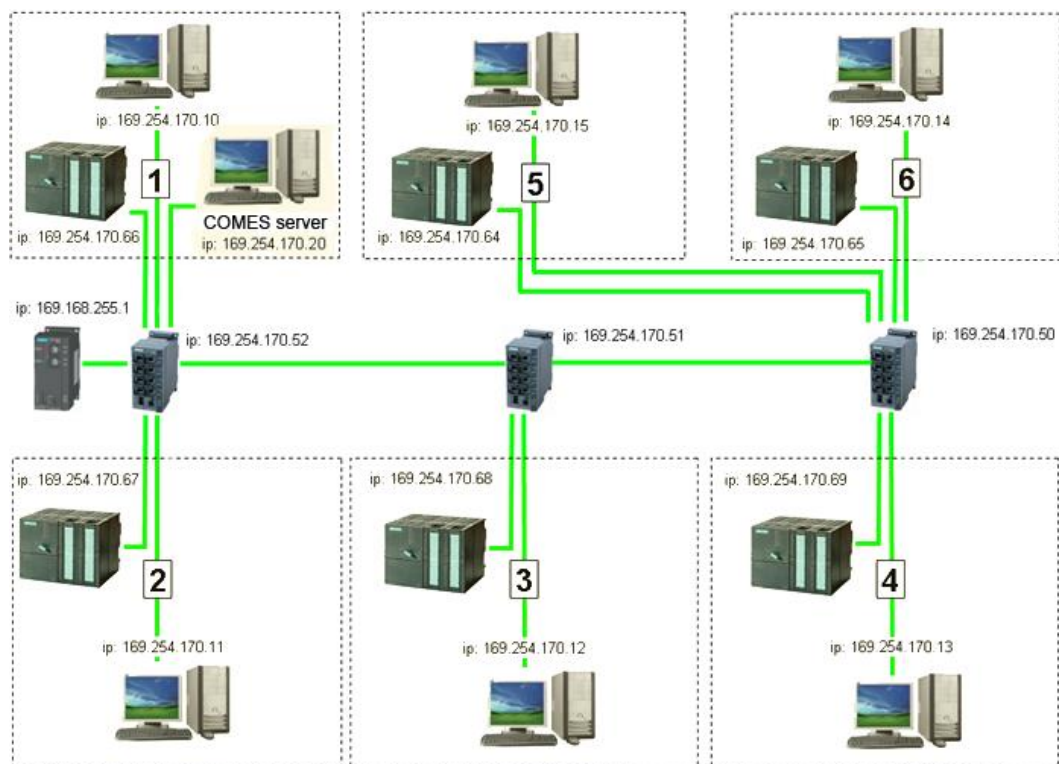 ip: 169.254.170.10
1
COMES server
ip: 169.254.170.20
ip: 169.254.170.66
ip: 169.254.170.15
5
ip: 169.254.170.64
ip: 169.254.170.14
6
ip: 169.254.170.65
ip: 169.168.255.1
ip: 169.254.170.52
ip: 169.254.170.51
ip: 169.254.170.50
ip: 169.254.170.67
2
ip: 169.254.170.11
ip: 169.254.170.68
3
ip: 169.254.170.12
ip: 169.254.170.69
4
ip: 169.254.170.13